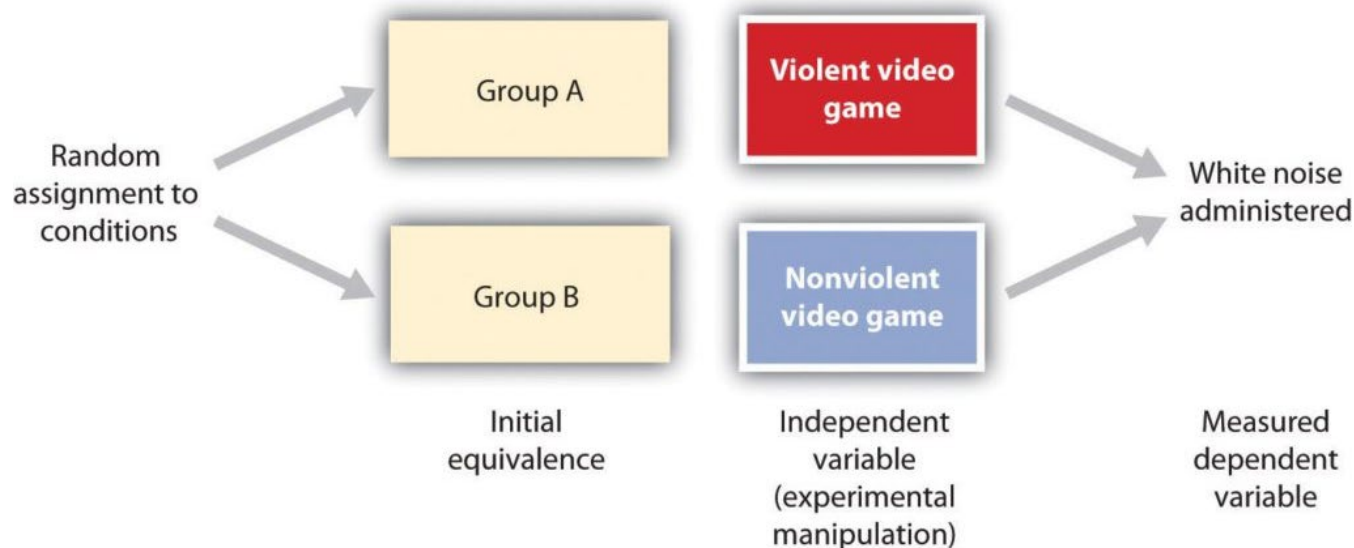 Random
assignment to
conditions
Group A
Group B
Violent video
game
Nonviolent
video game
White noise
administered
Initial
equivalence
Independent
variable
(experimental
manipulation)
Measured
dependent
variable